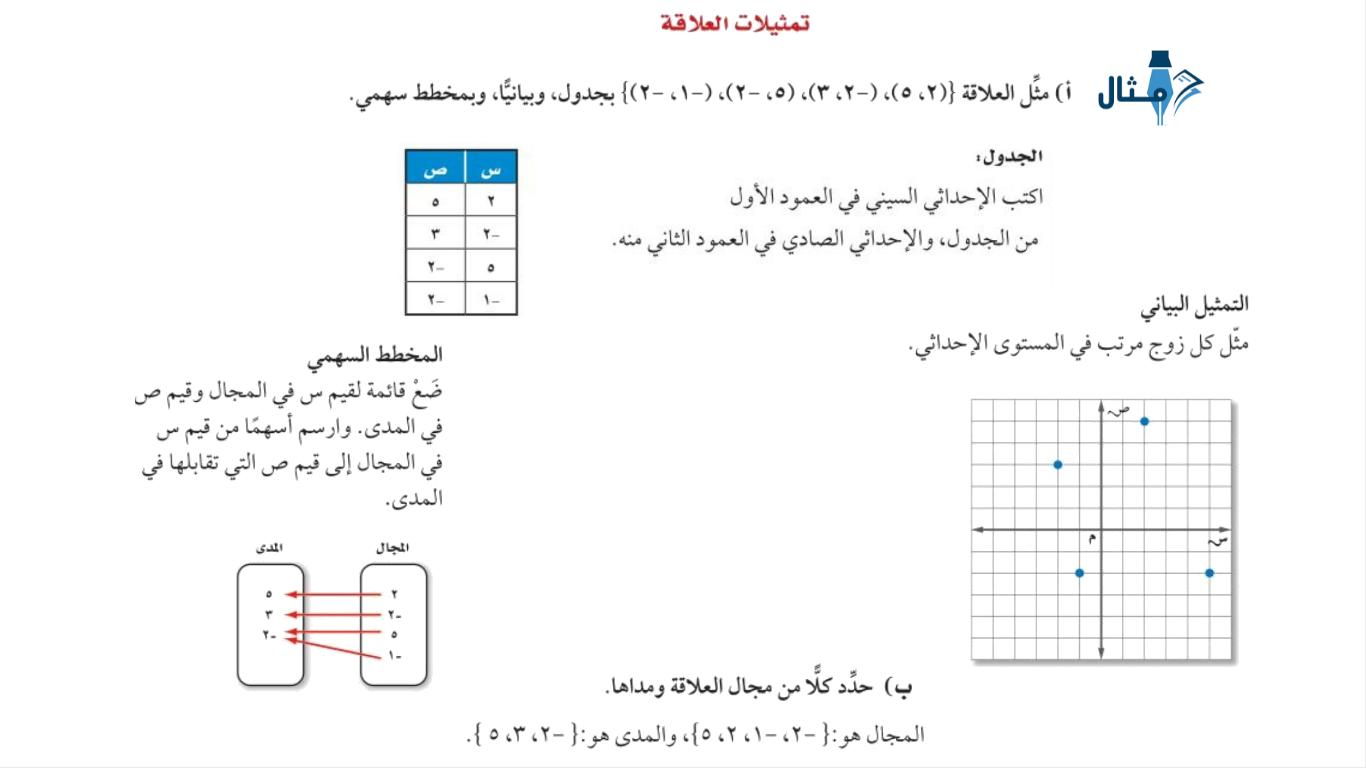 تمثيلات العلاقة
مثال
أ) مثِّل العلاقة {(٢، ٥)، (–٢، ٣)، (٥، –٢)، (–١، –٢)} بجدول، وبيانيًّا، وبمخطط سهمي.
الجدول:
اكتب الإحداثي السيني في العمود الأول
من الجدول، والإحداثي الصادي في العمود الثاني منه.
س ص
٢ ٥
–٢ ٣
٥ –٢
–١ –٢
التمثيل البياني
مثّل كل زوج مرتب في المستوى الإحداثي.
ص
م
س
المخطط السهمي
ضَعْ قائمة لقيم س في المجال وقيم ص
في المدى. وارسم أسهمًا من قيم س
في المجال إلى قيم ص التي تقابلها في
المدى.
المجال المدى
٢ ٥
–٢ ٣
٥ –٢
–١
ب) حدِّد كلًّا من مجال العلاقة ومداها.
المجال هو: {–٢، –١، ٢، ٥}، والمدى هو: {–٢، ٣، ٥}.